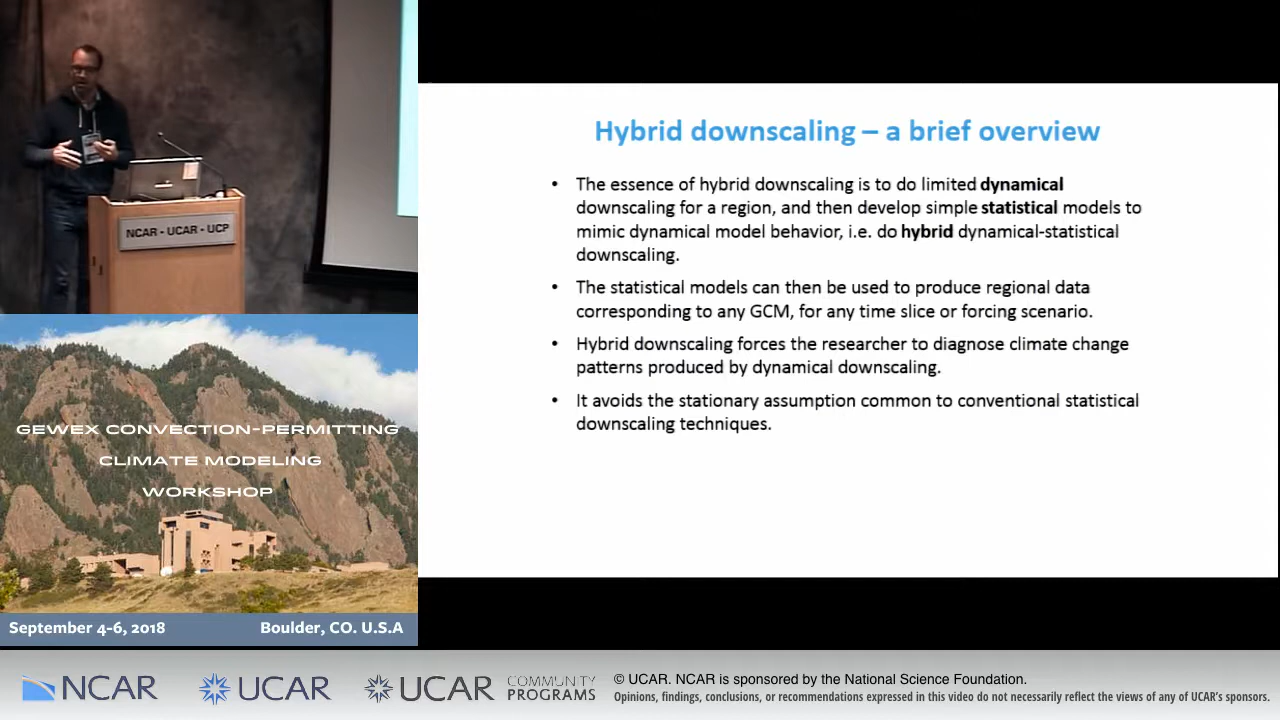 NCAR - UCAR - UCP
GEWEX CONVECTION-PERMITTING
CLIMATE MODELING
WORKSHOP
September 4-6, 2018
Boulder, CO. U.S.A
Hybrid downscaling – a brief overview
• The essence of hybrid downscaling is to do limited dynamical
downscaling for a region, and then develop simple statistical models to
mimic dynamical model behavior, i.e. do hybrid dynamical-statistical
downscaling.
• The statistical models can then be used to produce regional data
corresponding to any GCM, for any time slice or forcing scenario.
• Hybrid downscaling forces the researcher to diagnose climate change
patterns produced by dynamical downscaling.
• It avoids the stationary assumption common to conventional statistical
downscaling techniques.
NCAR
UCAR
UCAR
COMMUNITY
PROGRAMS
© UCAR. NCAR is sponsored by the National Science Foundation.
Opinions, findings, conclusions, or recommendations expressed in this video do not necessarily reflect the views of any of UCAR's sponsors.